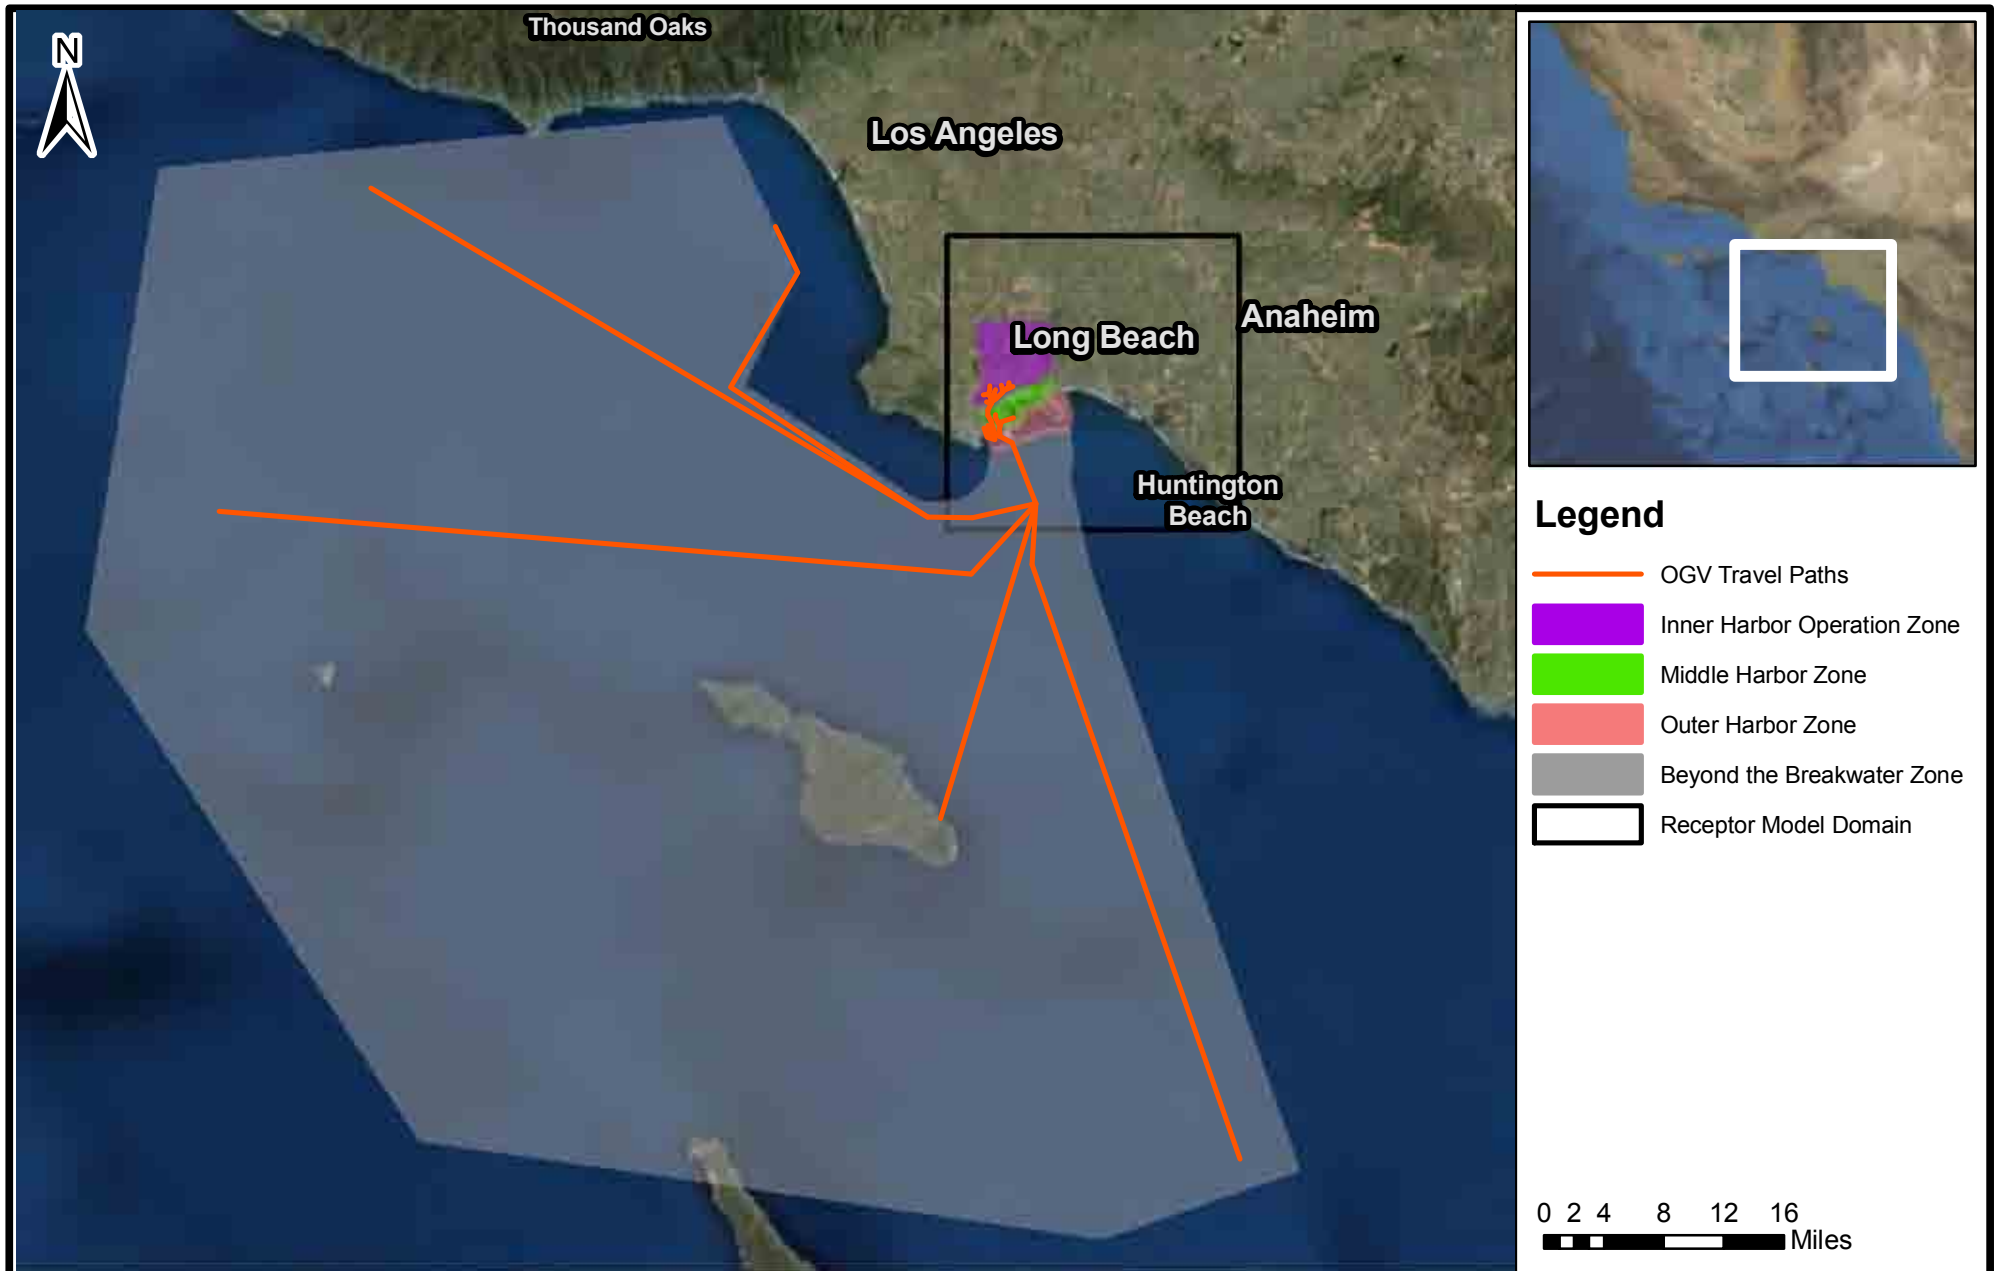 N
Thousand Oaks
Los Angeles
Long Beach
Anaheim
Huntington
Beach
Legend
OGV Travel Paths
Inner Harbor Operation Zone
Middle Harbor Zone
Outer Harbor Zone
Beyond the Breakwater Zone
Receptor Model Domain
0 2 4 8 12 16
Miles